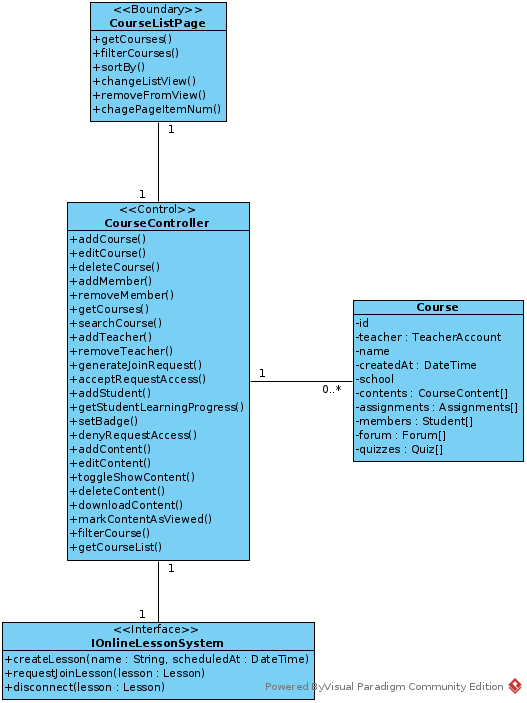 <<Boundary>>
CourseListPage
+getCourses()
+filterCourses()
+sortBy()
+changeListView()
+removeFromView()
+chagePageItemNum()
1
1
<<Control>>
CourseController
+addCourse()
+editCourse()
+deleteCourse()
+addMember()
+removeMember()
+getCourses()
+searchCourse()
+addTeacher()
+removeTeacher()
+generateJoinRequest()
+acceptRequestAccess()
+addStudent()
+getStudentLearningProgress()
+setBadge()
+denyRequestAccess()
+addContent()
+editContent()
+toggleShowContent()
+deleteContent()
+downloadContent()
+markContentAsViewed()
+filterCourse()
+getCourseList()
1
0..*
Course
-id
-teacher : TeacherAccount
-name
-createdAt : DateTime
-school
-contents : CourseContent[]
-assignments : Assignments[]
-members : Student[]
-forum : Forum[]
-quizzes : Quiz[]
1
1
<<Interface>>
IOnlineLessonSystem
+createLesson(name : String, scheduledAt : DateTime)
+requestJoinLesson(lesson : Lesson)
+disconnect(lesson : Lesson)
Powered ByVisual Paradigm Community Edition